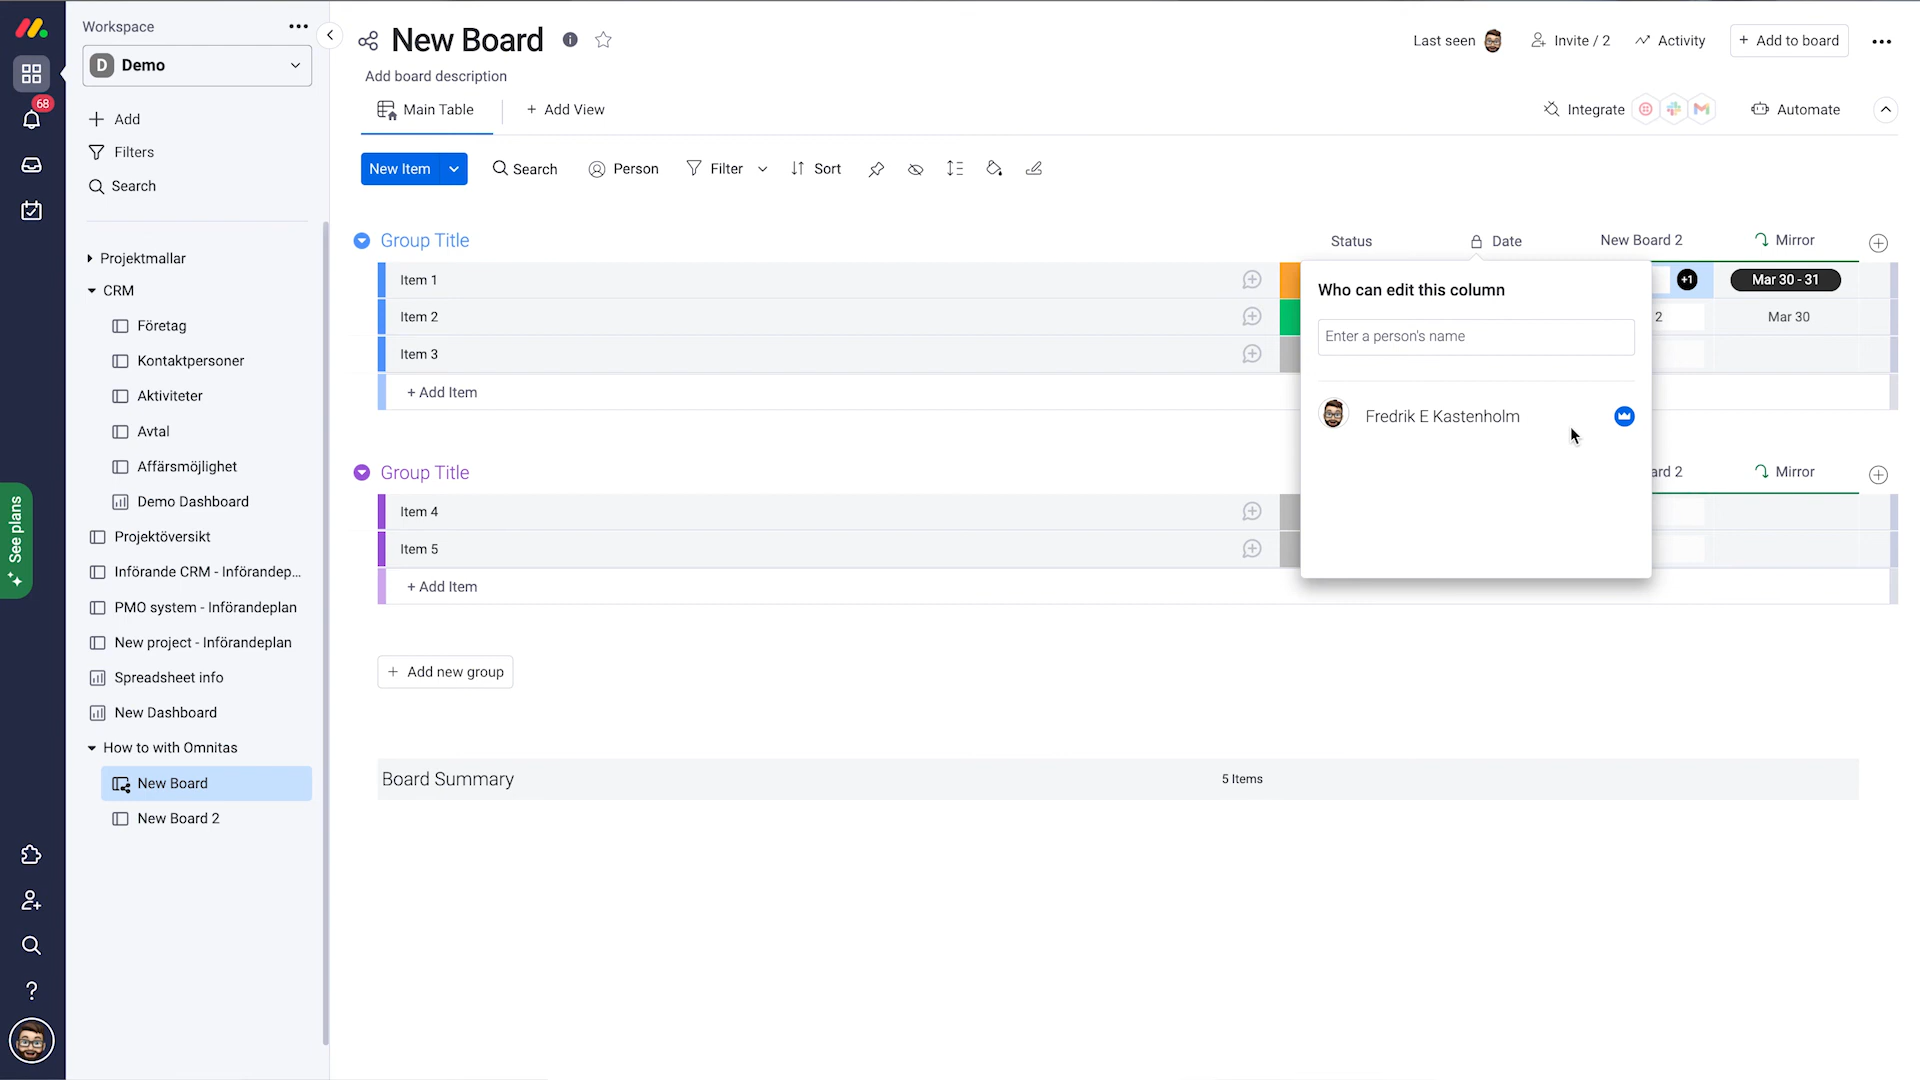 Workspace
D Demo
68
Add
Filters
Search
Projektmallar
CRM
Företag
Kontaktpersoner
Aktiviteter
Avtal
Affärsmöjlighet
Demo Dashboard
Projektöversikt
Införande CRM - Införandep...
PMO system - Införandeplan
New project - Införandeplan
Spreadsheet info
New Dashboard
How to with Omnitas
New Board
New Board 2
See plans
?
New Board
Add board description
Last seen
Invite / 2
Activity
+ Add to board
Main Table
+ Add View
Integrate
Automate
New Item
Search
Person
Filter
Sort
Group Title
Status
Date
New Board 2
Mirror
Item 1
+1
Mar 30 - 31
Item 2
2
Mar 30
Item 3
+ Add Item
Who can edit this column
Enter a person's name
Fredrik E Kastenholm
Group Title
ard 2
Mirror
Item 4
Item 5
+ Add Item
+ Add new group
Board Summary
5 Items